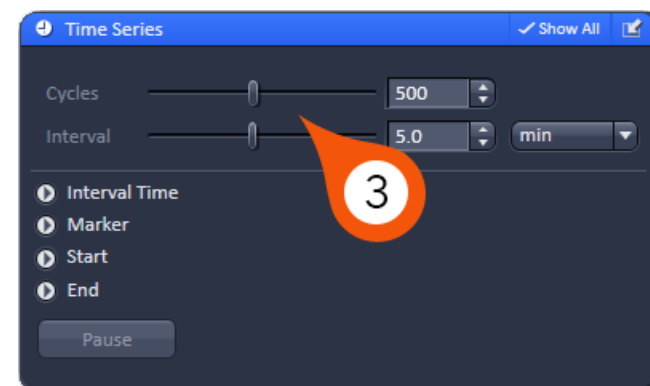 Time Series Show All
Cycles 500
Interval 5.0 min
3
Interval Time
Marker
Start
End
Pause